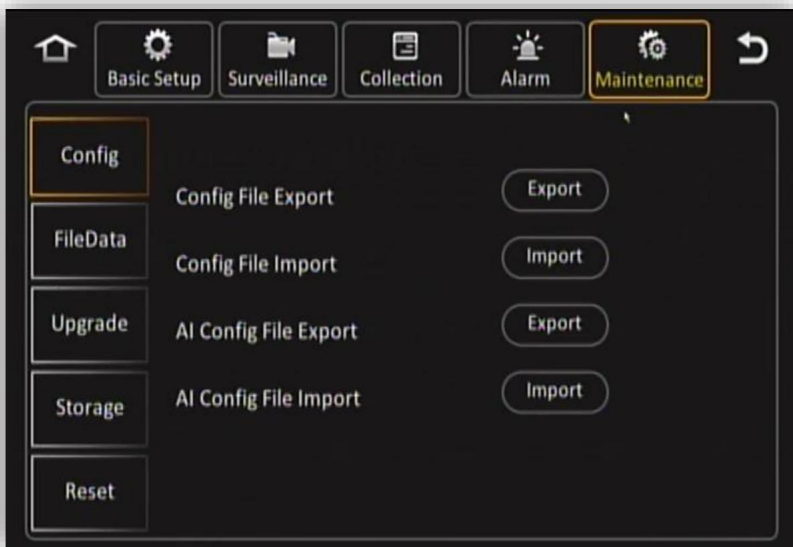 Basic Setup
Surveillance
Collection
Alarm
Maintenance
Config
FileData
Upgrade
Storage
Reset
Config File Export Export
Config File Import Import
AI Config File Export Export
AI Config File Import Import